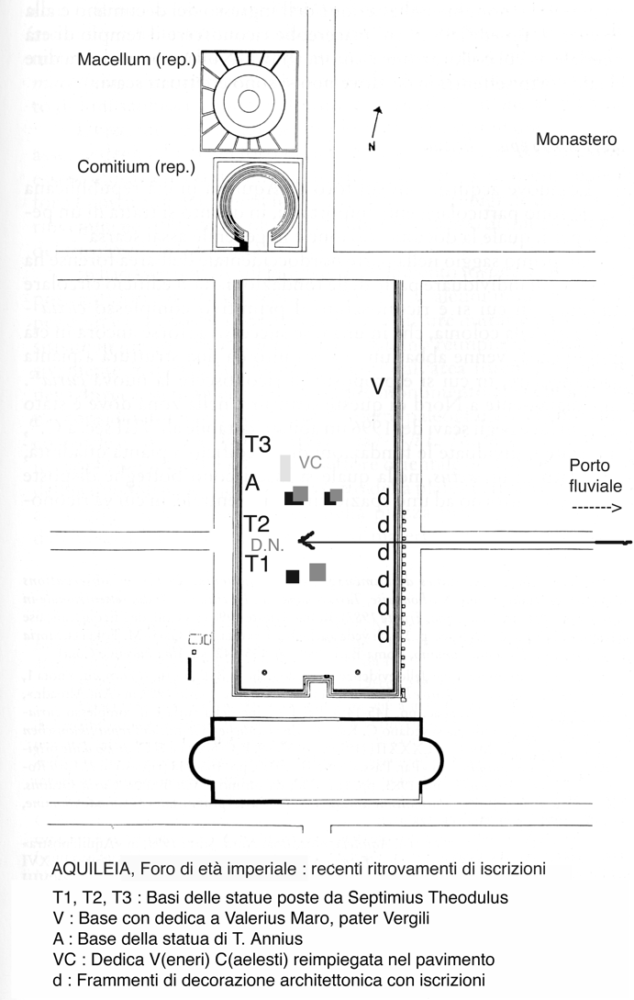 Macellum (rep.)
N
Monastero
Comitium (rep.)
V
T3
VC
A
Porto
fluviale
d
T2
d
D.N.
d
T1
d
d
d
I
AQUILEIA, Foro di età imperiale : recenti ritrovamenti di iscrizioni
T1, T2, T3 : Basi delle statue poste da Septimius Theodulus
V : Base con dedica a Valerius Maro, pater Vergili
A : Base della statua di T. Annius
VC : Dedica V(eneri) C(aelesti) reimpiegata nel pavimento
d : Frammenti di decorazione architettonica con iscrizioni